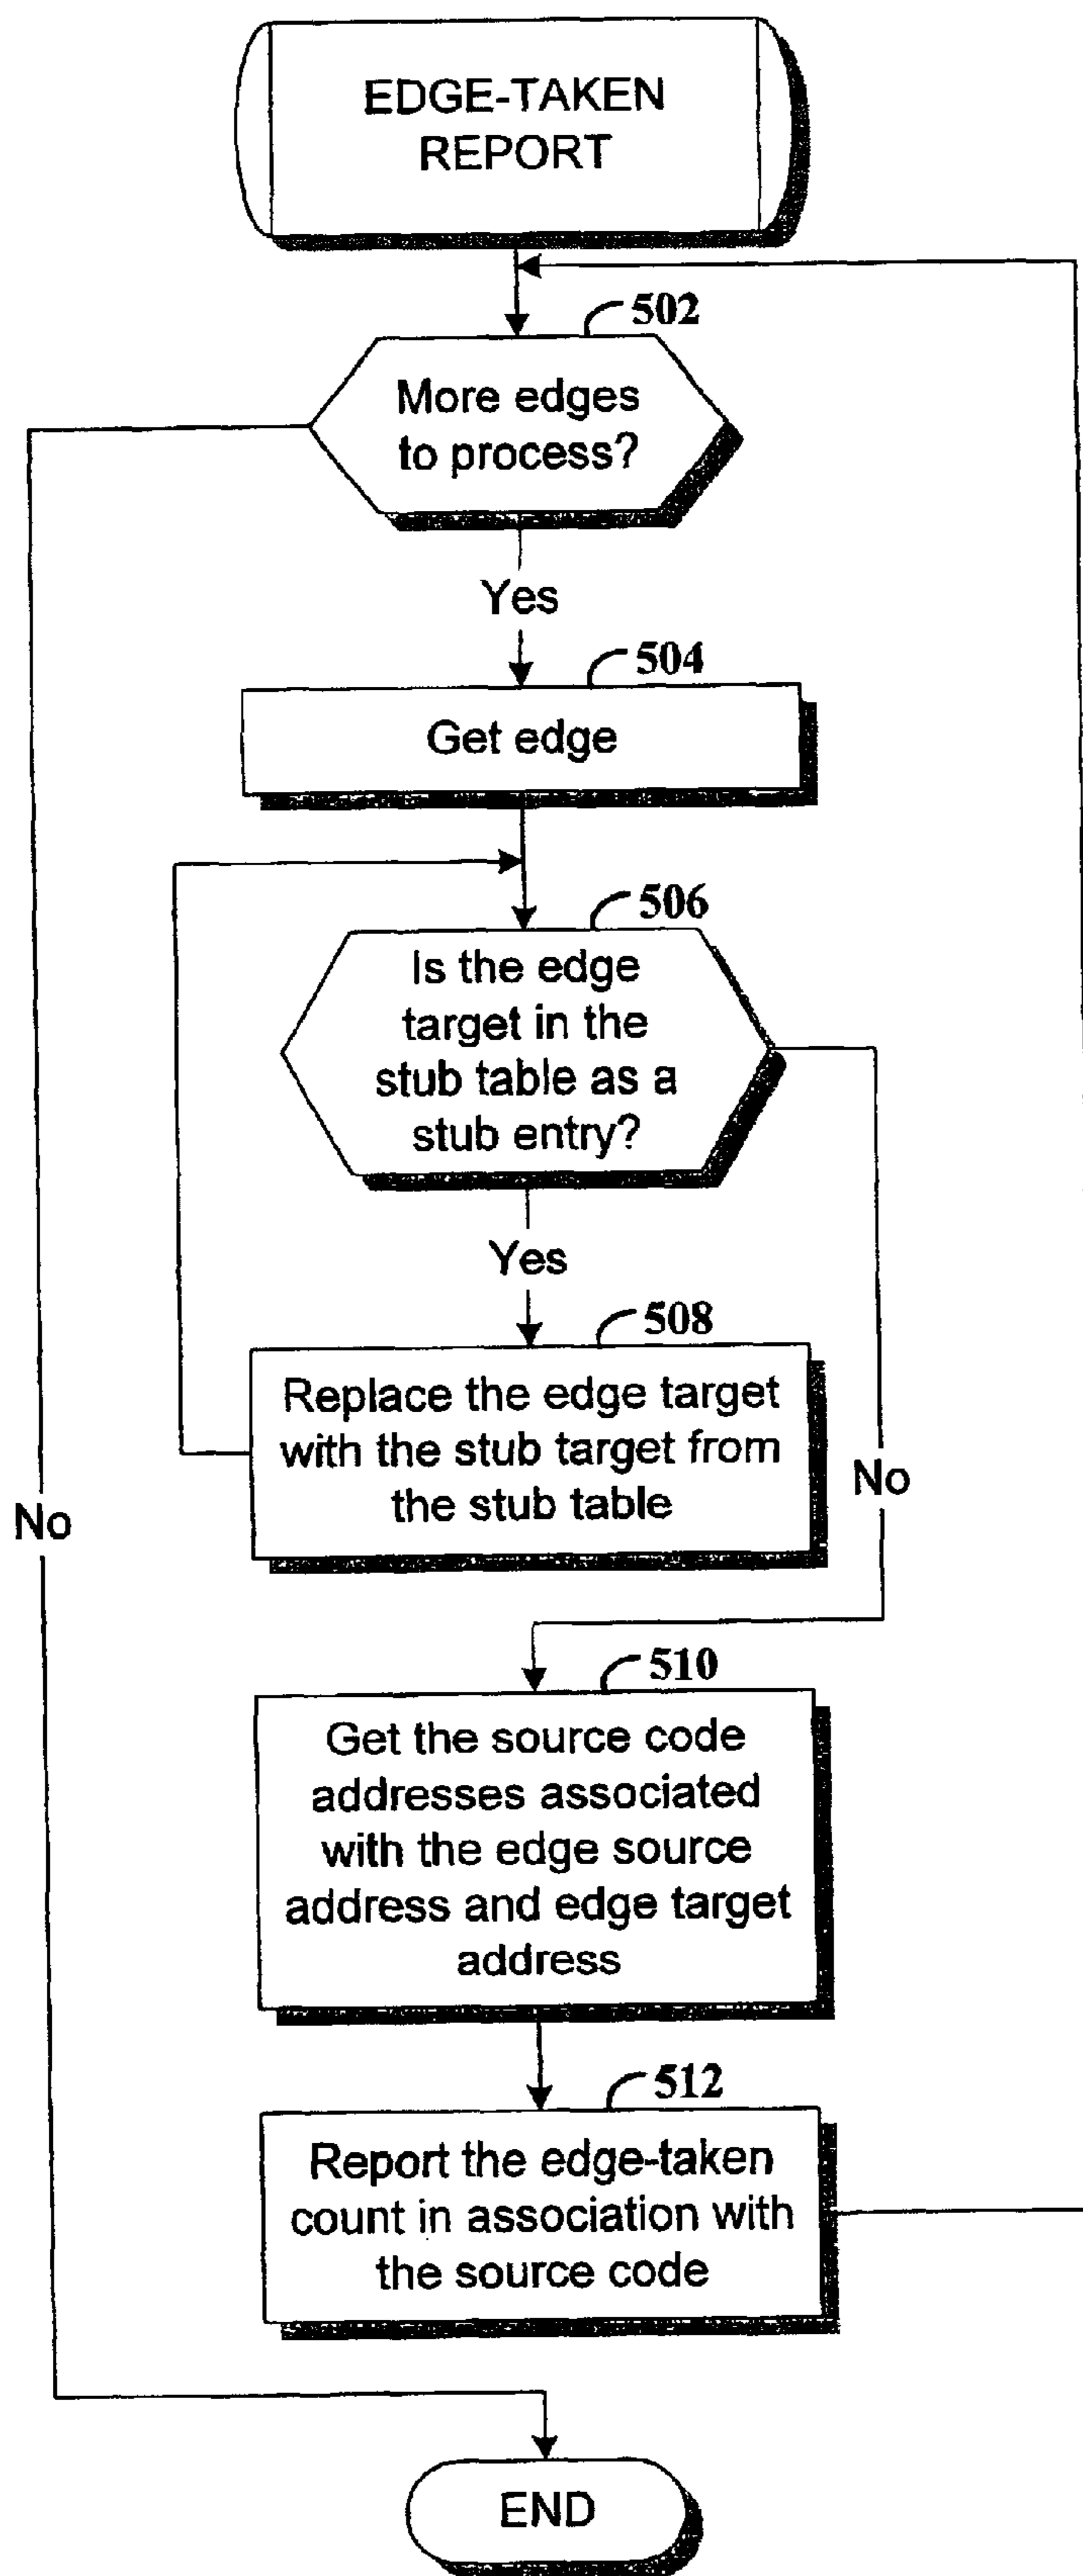 EDGE-TAKEN
REPORT
502
More edges
to process?
Yes
504
Get edge
506
Is the edge
target in the
stub table as a
stub entry?
Yes
508
Replace the edge target
with the stub target from
the stub table
No
No
510
Get the source code
addresses associated
with the edge source
address and edge target
address
512
Report the edge-taken
count in association with
the source code
END